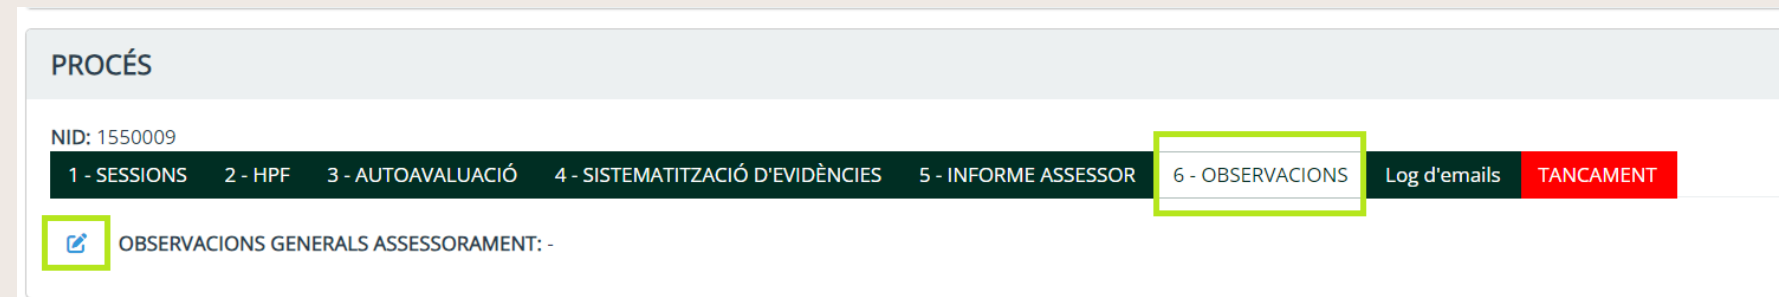 PROCÉS
NID: 1550009
1 - SESSIONS 2 - HPF 3 - AUTOAVALUACIÓ 4 - SISTEMATITZACIÓ D'EVIDÈNCIES 5 - INFORME ASSESSOR 6 - OBSERVACIONS Log d'emails TANCAMENT
OBSERVACIONS GENERALS ASSESSORAMENT: -